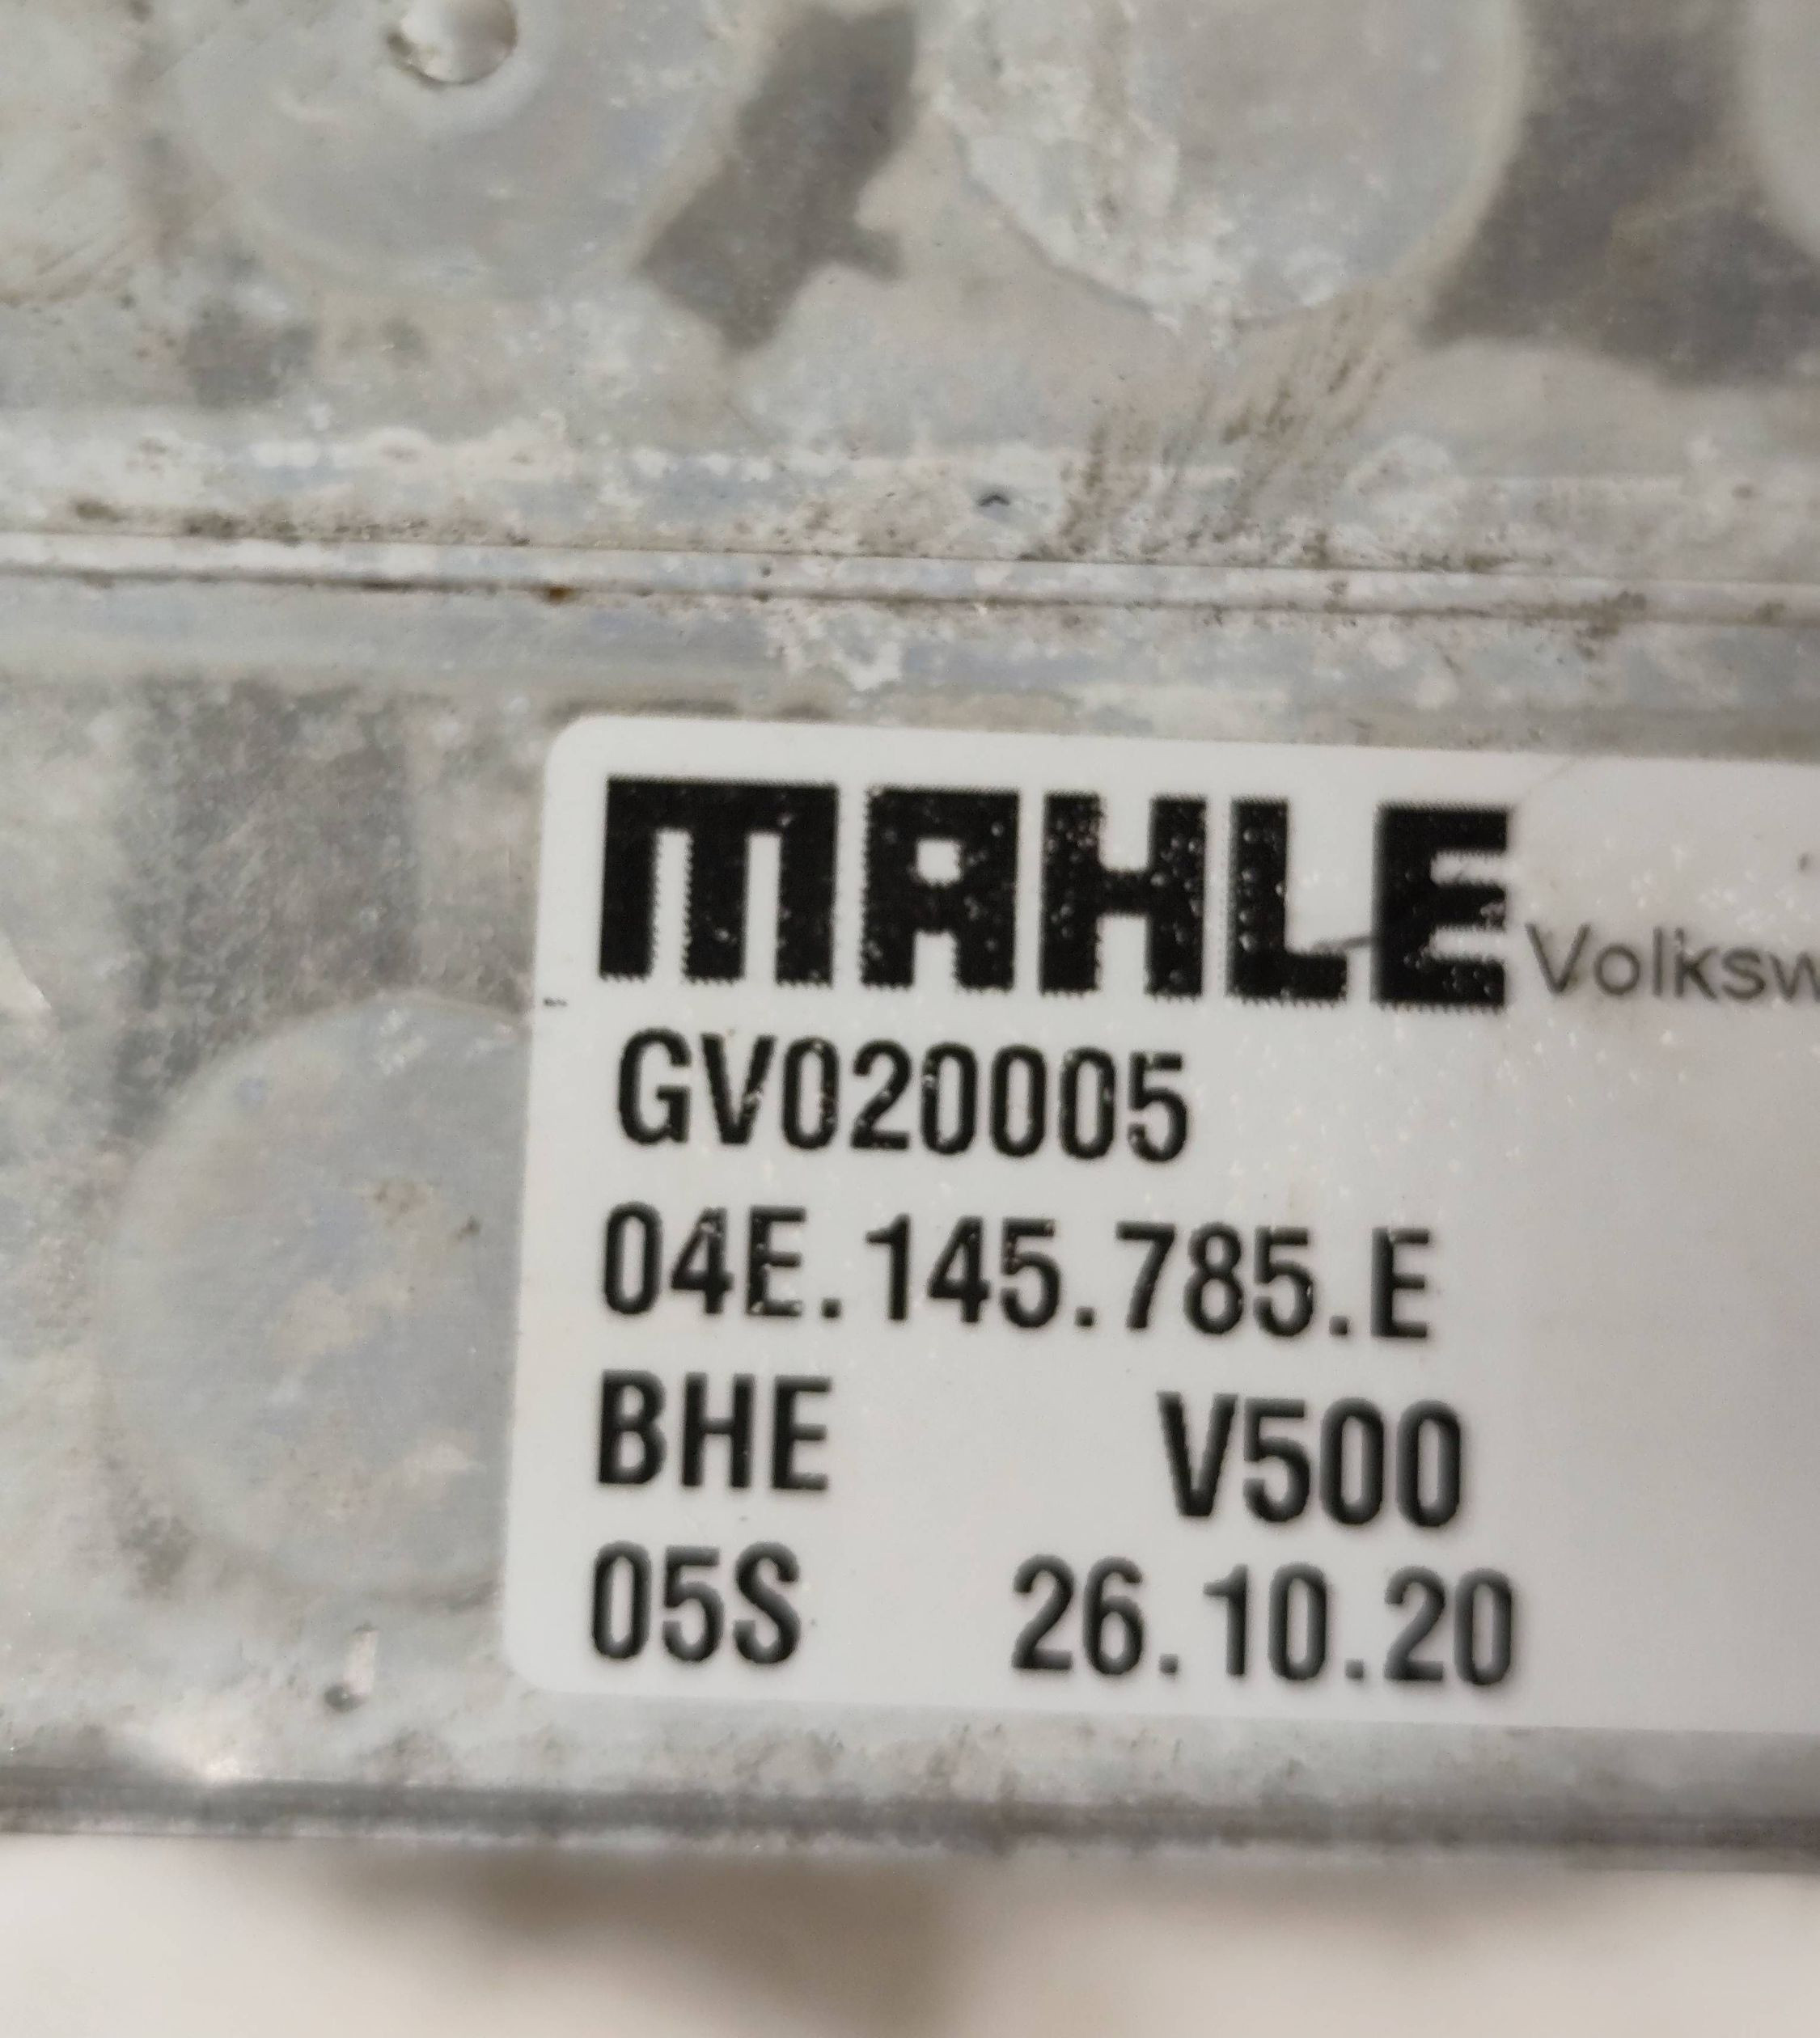 MAHLE Volksw
GV020005
04E.145.785.E
BHE V500
05S 26.10.20